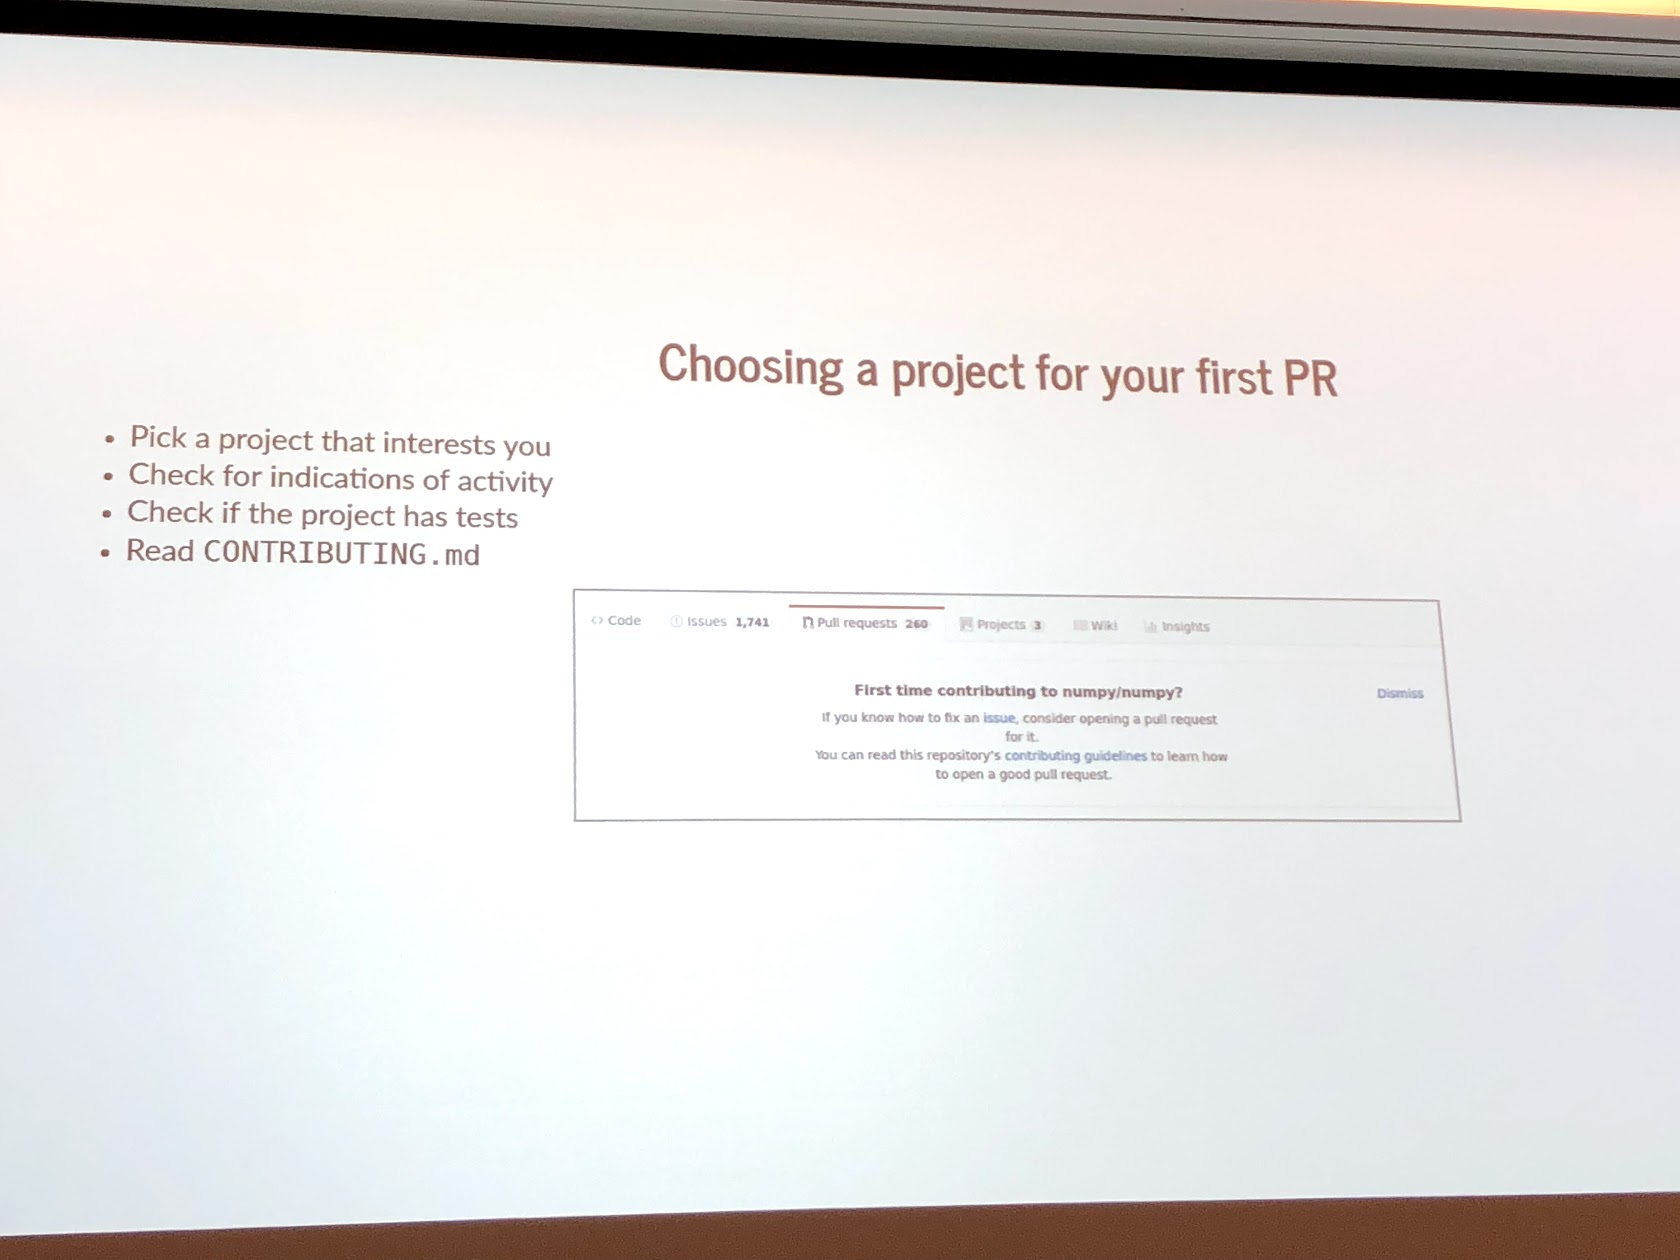 Choosing a project for your first PR
• Pick a project that interests you
• Check for indications of activity
• Check if the project has tests
• Read CONTRIBUTING.md
<> Code Issues 1,741 Pull requests 260 Projects 3 Wiki Insights
First time contributing to numpy/numpy? Dismiss
If you know how to fix an issue, consider opening a pull request
for it.
You can read this repository's contributing guidelines to learn how
to open a good pull request.